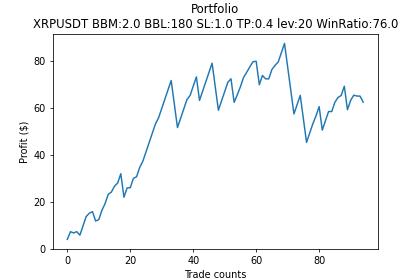 Portfolio
XRPUSDT BBM:2.0 BBL:180 SL:1.0 TP:0.4 lev:20 WinRatio:76.0
Profit ($)
80
60
40
20
0
0 20 40 60 80
Trade counts